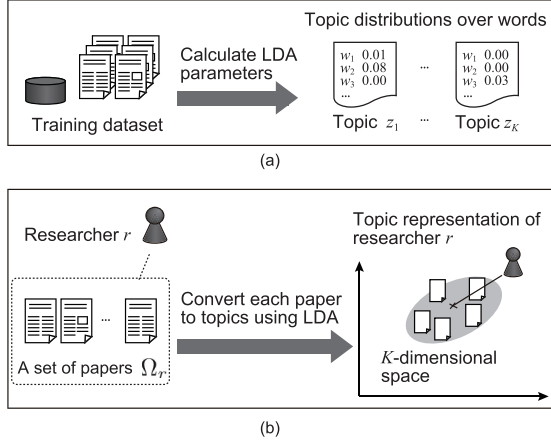 Topic distributions over words
Calculate LDA
parameters
w1 0.01
w2 0.08
w3 0.00
...
...
w1 0.00
w2 0.00
w3 0.03
...
Training dataset
Topic z1 ... Topic zK
(a)
Researcher r
Topic representation of
researcher r
...
Convert each paper
to topics using LDA
A set of papers Ωr
K-dimensional
space
(b)